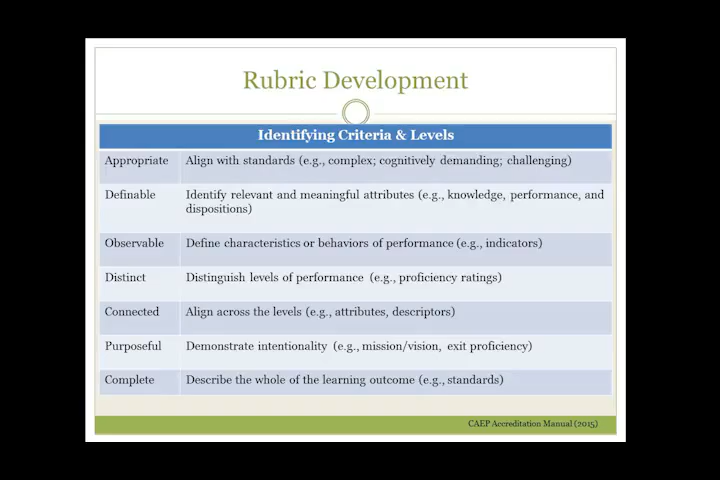 Rubric Development
Identifying Criteria & Levels
Appropriate Align with standards (e.g., complex; cognitively demanding; challenging)
Definable Identify relevant and meaningful attributes (e.g., knowledge, performance, and
dispositions)
Observable Define characteristics or behaviors of performance (e.g., indicators)
Distinct Distinguish levels of performance (e.g., proficiency ratings)
Connected Align across the levels (e.g., attributes, descriptors)
Purposeful Demonstrate intentionality (e.g., mission/vision, exit proficiency)
Complete Describe the whole of the learning outcome (e.g., standards)
CAEP Accreditation Manual (2015)